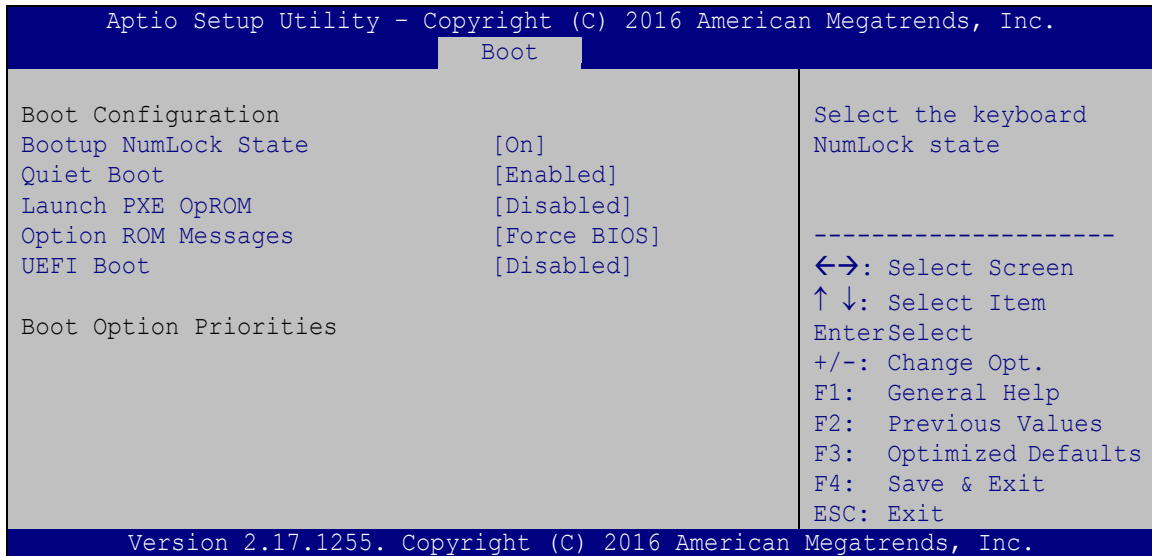 Aptio Setup Utility – Copyright (C) 2016 American Megatrends, Inc.
Boot
Boot Configuration
Bootup NumLock State [On]
Quiet Boot [Enabled]
Launch PXE OpROM [Disabled]
Option ROM Messages [Force BIOS]
UEFI Boot [Disabled]
Boot Option Priorities
Select the keyboard
NumLock state
---------------------
←→: Select Screen
↑ ↓: Select Item
EnterSelect
+/-: Change Opt.
F1: General Help
F2: Previous Values
F3: Optimized Defaults
F4: Save & Exit
ESC: Exit
Version 2.17.1255. Copyright (C) 2016 American Megatrends, Inc.